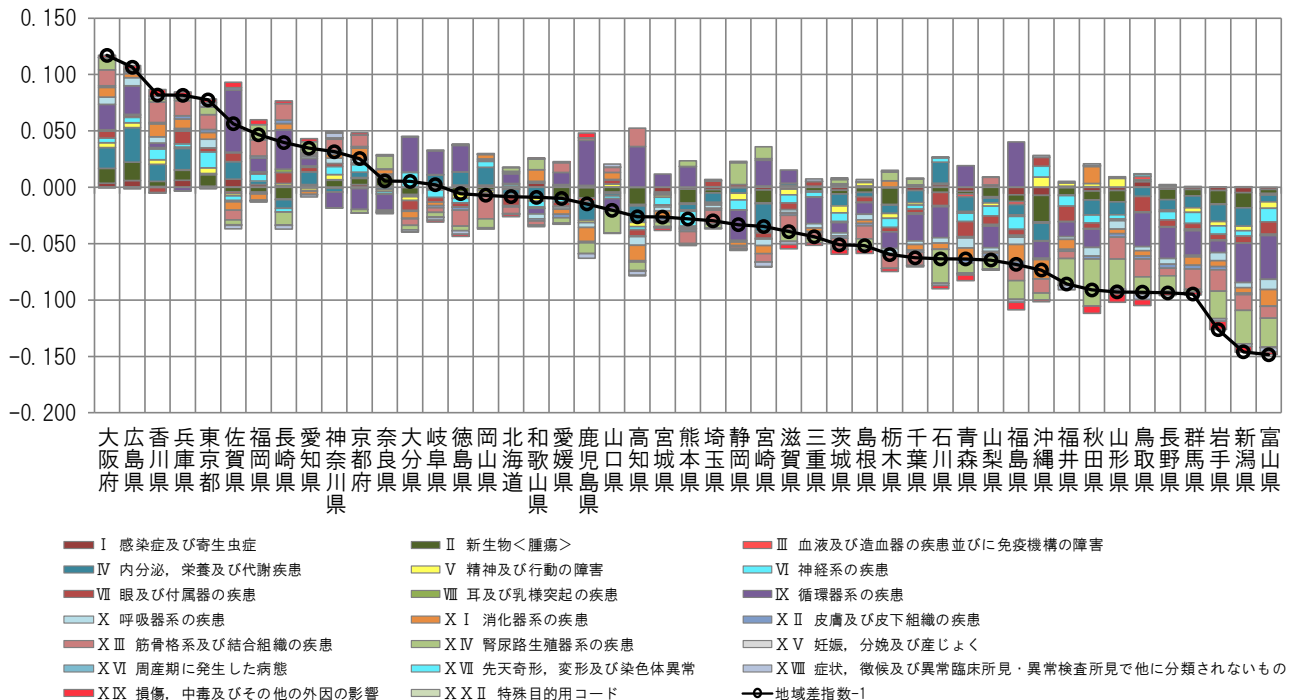 0.150
0.100
0.050
0.000
-0.050
-0.100
-0.150
-0.200
大阪府
広島県
香川県
兵庫県
東京都
佐賀県
福岡県
長崎県
愛知県
神奈川県
京都府
奈良県
大分県
岐阜県
徳島県
岡山県
北海道
和歌山県
愛媛県
鹿児島県
山口県
高知県
宮城県
熊本県
埼玉県
静岡県
宮崎県
滋賀県
三重県
茨城県
島根県
栃木県
千葉県
石川県
青森県
山梨県
福島県
沖縄県
福井県
秋田県
山形県
鳥取県
長野県
群馬県
岩手県
新潟県
富山県
Ⅰ 感染症及び寄生虫症
Ⅱ 新生物<腫瘍>
Ⅲ 血液及び造血器の疾患並びに免疫機構の障害
Ⅳ 内分泌，栄養及び代謝疾患
Ⅴ 精神及び行動の障害
Ⅵ 神経系の疾患
Ⅶ 眼及び付属器の疾患
Ⅷ 耳及び乳様突起の疾患
Ⅸ 循環器系の疾患
Ⅹ 呼吸器系の疾患
ⅩⅠ 消化器系の疾患
ⅩⅡ 皮膚及び皮下組織の疾患
ⅩⅢ 筋骨格系及び結合組織の疾患
ⅩⅣ 腎尿路生殖器系の疾患
ⅩⅤ 妊娠，分娩及び産じょく
ⅩⅥ 周産期に発生した病態
ⅩⅦ 先天奇形，変形及び染色体異常
ⅩⅧ 症状，徴候及び異常臨床所見・異常検査所見で他に分類されないもの
ⅩⅨ 損傷，中毒及びその他の外因の影響
ⅩⅩⅡ 特殊目的用コード
地域差指数-1